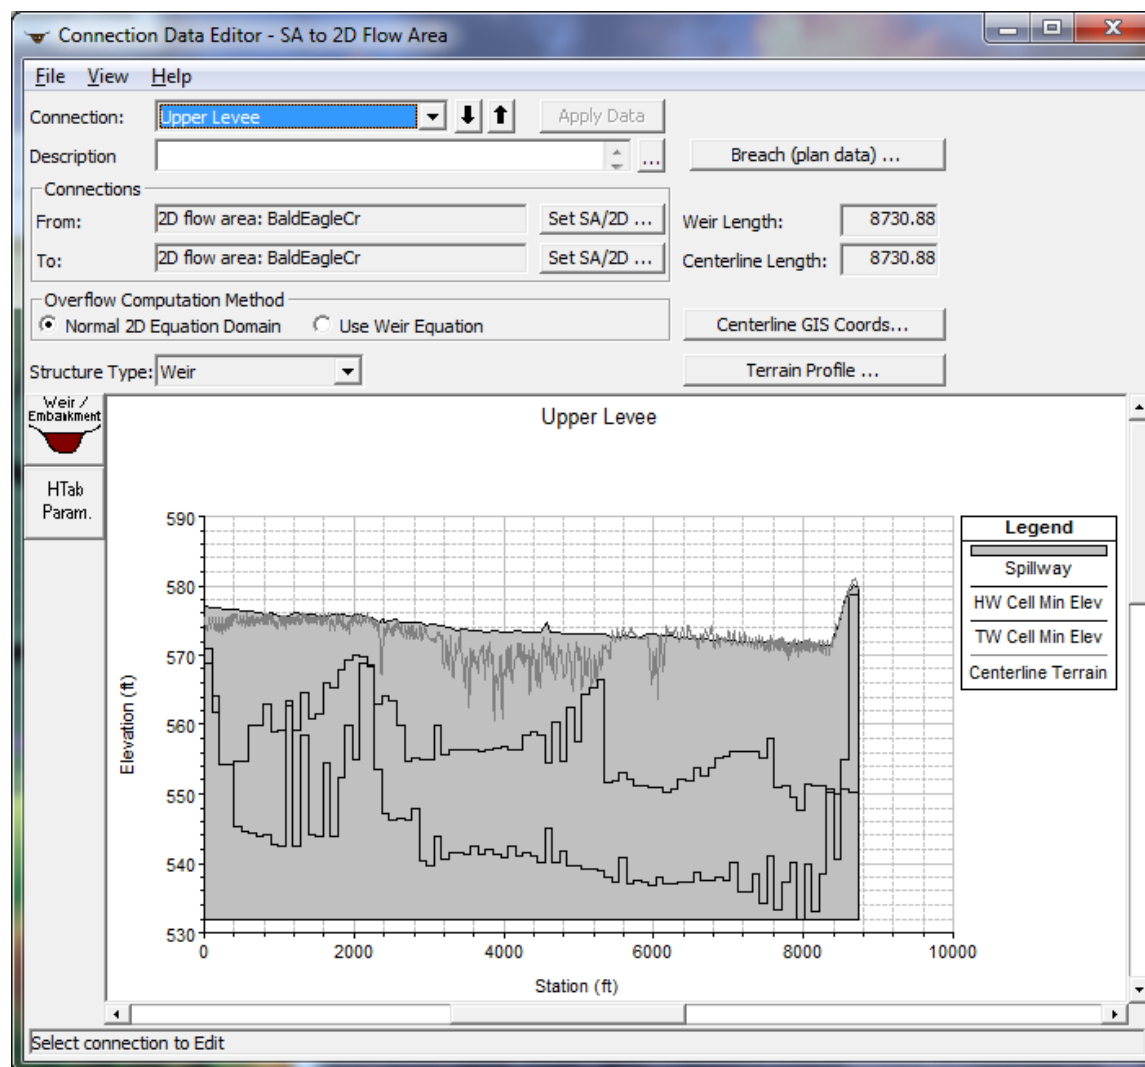 Connection Data Editor - SA to 2D Flow Area
File View Help
Connection: Upper Levee Apply Data
Description ... Breach (plan data) ...
Connections
From: 2D flow area: BaldEagleCr Set SA/2D ... Weir Length: 8730.88
To: 2D flow area: BaldEagleCr Set SA/2D ... Centerline Length: 8730.88
Overflow Computation Method
Normal 2D Equation Domain Use Weir Equation Centerline GIS Coords...
Structure Type: Weir Terrain Profile ...
Weir /
Embankment
HTab
Param.
Upper Levee
590
580
570
560
550
540
530
Elevation (ft)
0 2000 4000 6000 8000 10000
Station (ft)
Legend
Spillway
HW Cell Min Elev
TW Cell Min Elev
Centerline Terrain
Select connection to Edit